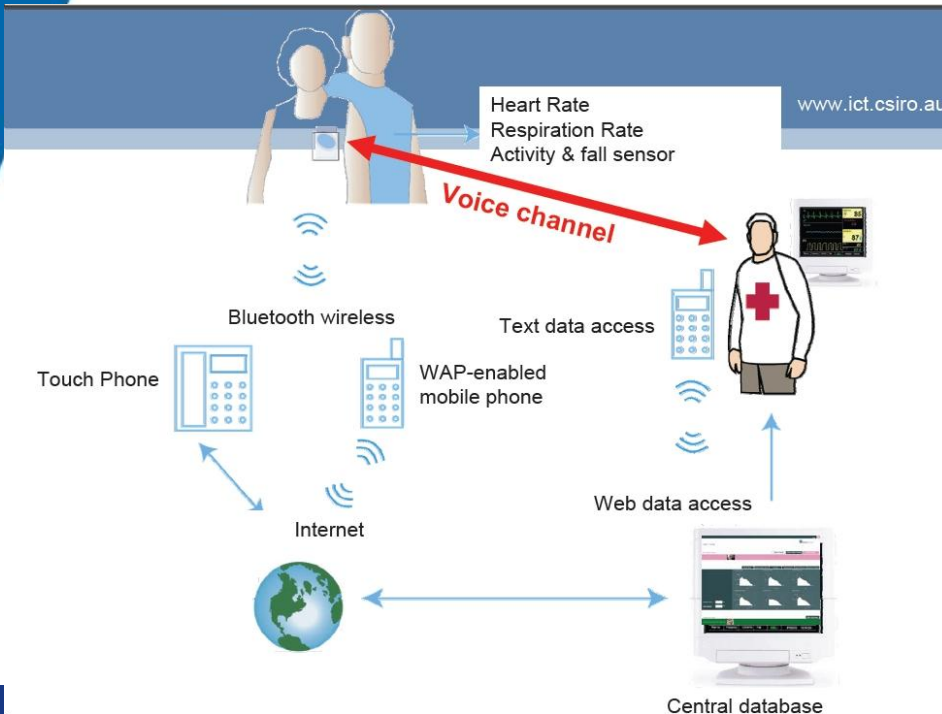 Heart Rate
Respiration Rate
Activity & fall sensor
www.ict.csiro.au
Voice channel
Bluetooth wireless
Text data access
Touch Phone
WAP-enabled
mobile phone
Web data access
Internet
Central database